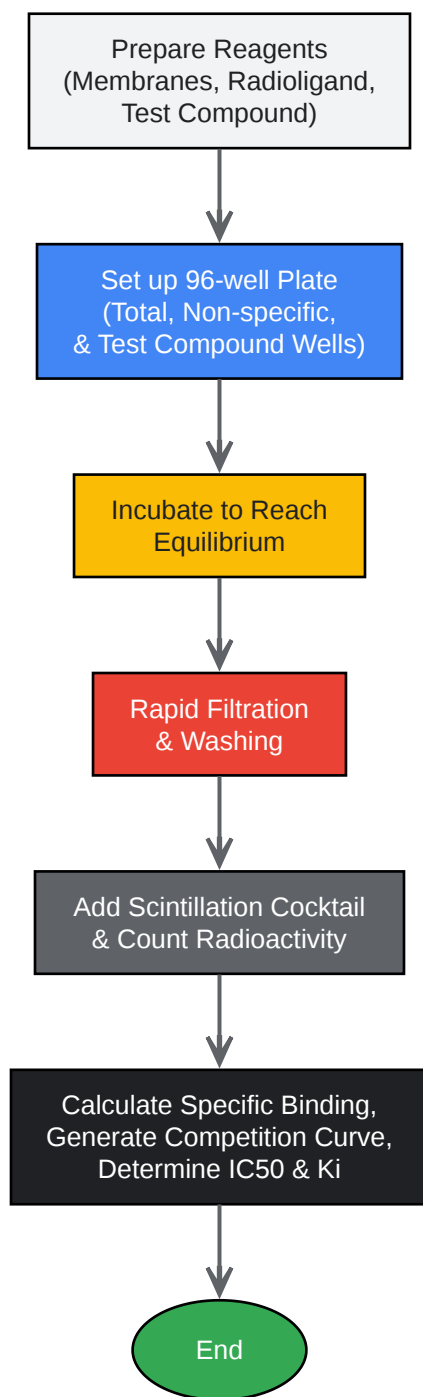 Prepare Reagents
(Membranes, Radioligand,
Test Compound)
Set up 96-well Plate
(Total, Non-specific,
& Test Compound Wells)
Incubate to Reach
Equilibrium
Rapid Filtration
& Washing
Add Scintillation Cocktail
& Count Radioactivity
Calculate Specific Binding,
Generate Competition Curve,
Determine IC50 & Ki
End